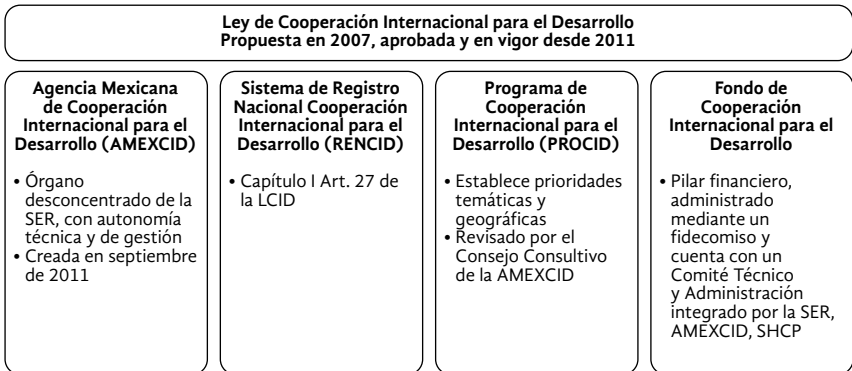 Ley de Cooperación Internacional para el Desarrollo
Propuesta en 2007, aprobada y en vigor desde 2011
Agencia Mexicana
de Cooperación
Internacional para el
Desarrollo (AMEXCID)
• Órgano
desconcentrado de la
SER, con autonomía
técnica y de gestión
• Creada en septiembre
de 2011
Sistema de Registro
Nacional Cooperación
Internacional para el
Desarrollo (RENCID)
• Capítulo I Art. 27 de
la LCID
Programa de
Cooperación
Internacional para el
Desarrollo (PROCID)
• Establece prioridades
temáticas y
geográficas
• Revisado por el
Consejo Consultivo
de la AMEXCID
Fondo de
Cooperación
Internacional para el
Desarrollo
• Pilar financiero,
administrado
mediante un
fidecomiso y
cuenta con un
Comité Técnico
y Administración
integrado por la SER,
AMEXCID, SHCP